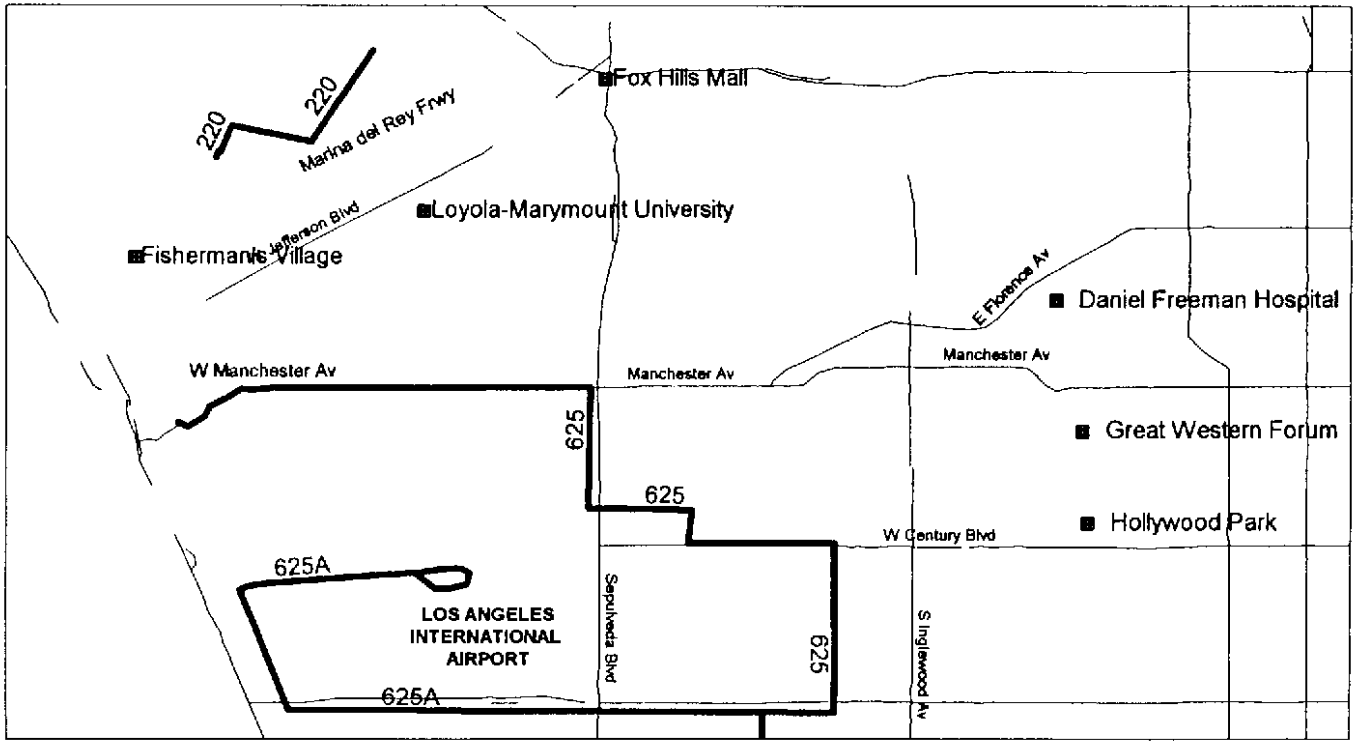 220
220
Marina del Rey Frwy
Fox Hills Mall
Loyola-Marymount University
Jefferson Blvd
Fisherman's Village
E Florence Av
Daniel Freeman Hospital
W Manchester Av
Manchester Av
Manchester Av
625
Great Western Forum
625
Hollywood Park
W Century Blvd
625A
LOS ANGELES
INTERNATIONAL
AIRPORT
Sepulveda Blvd
S Inglewood Av
625
625A